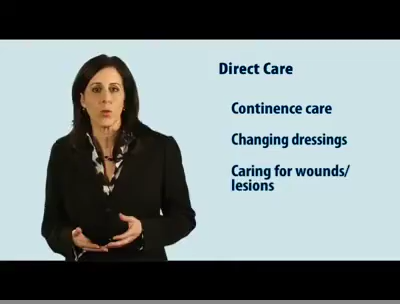 Direct Care
Continence care
Changing dressings
Caring for wounds/
lesions